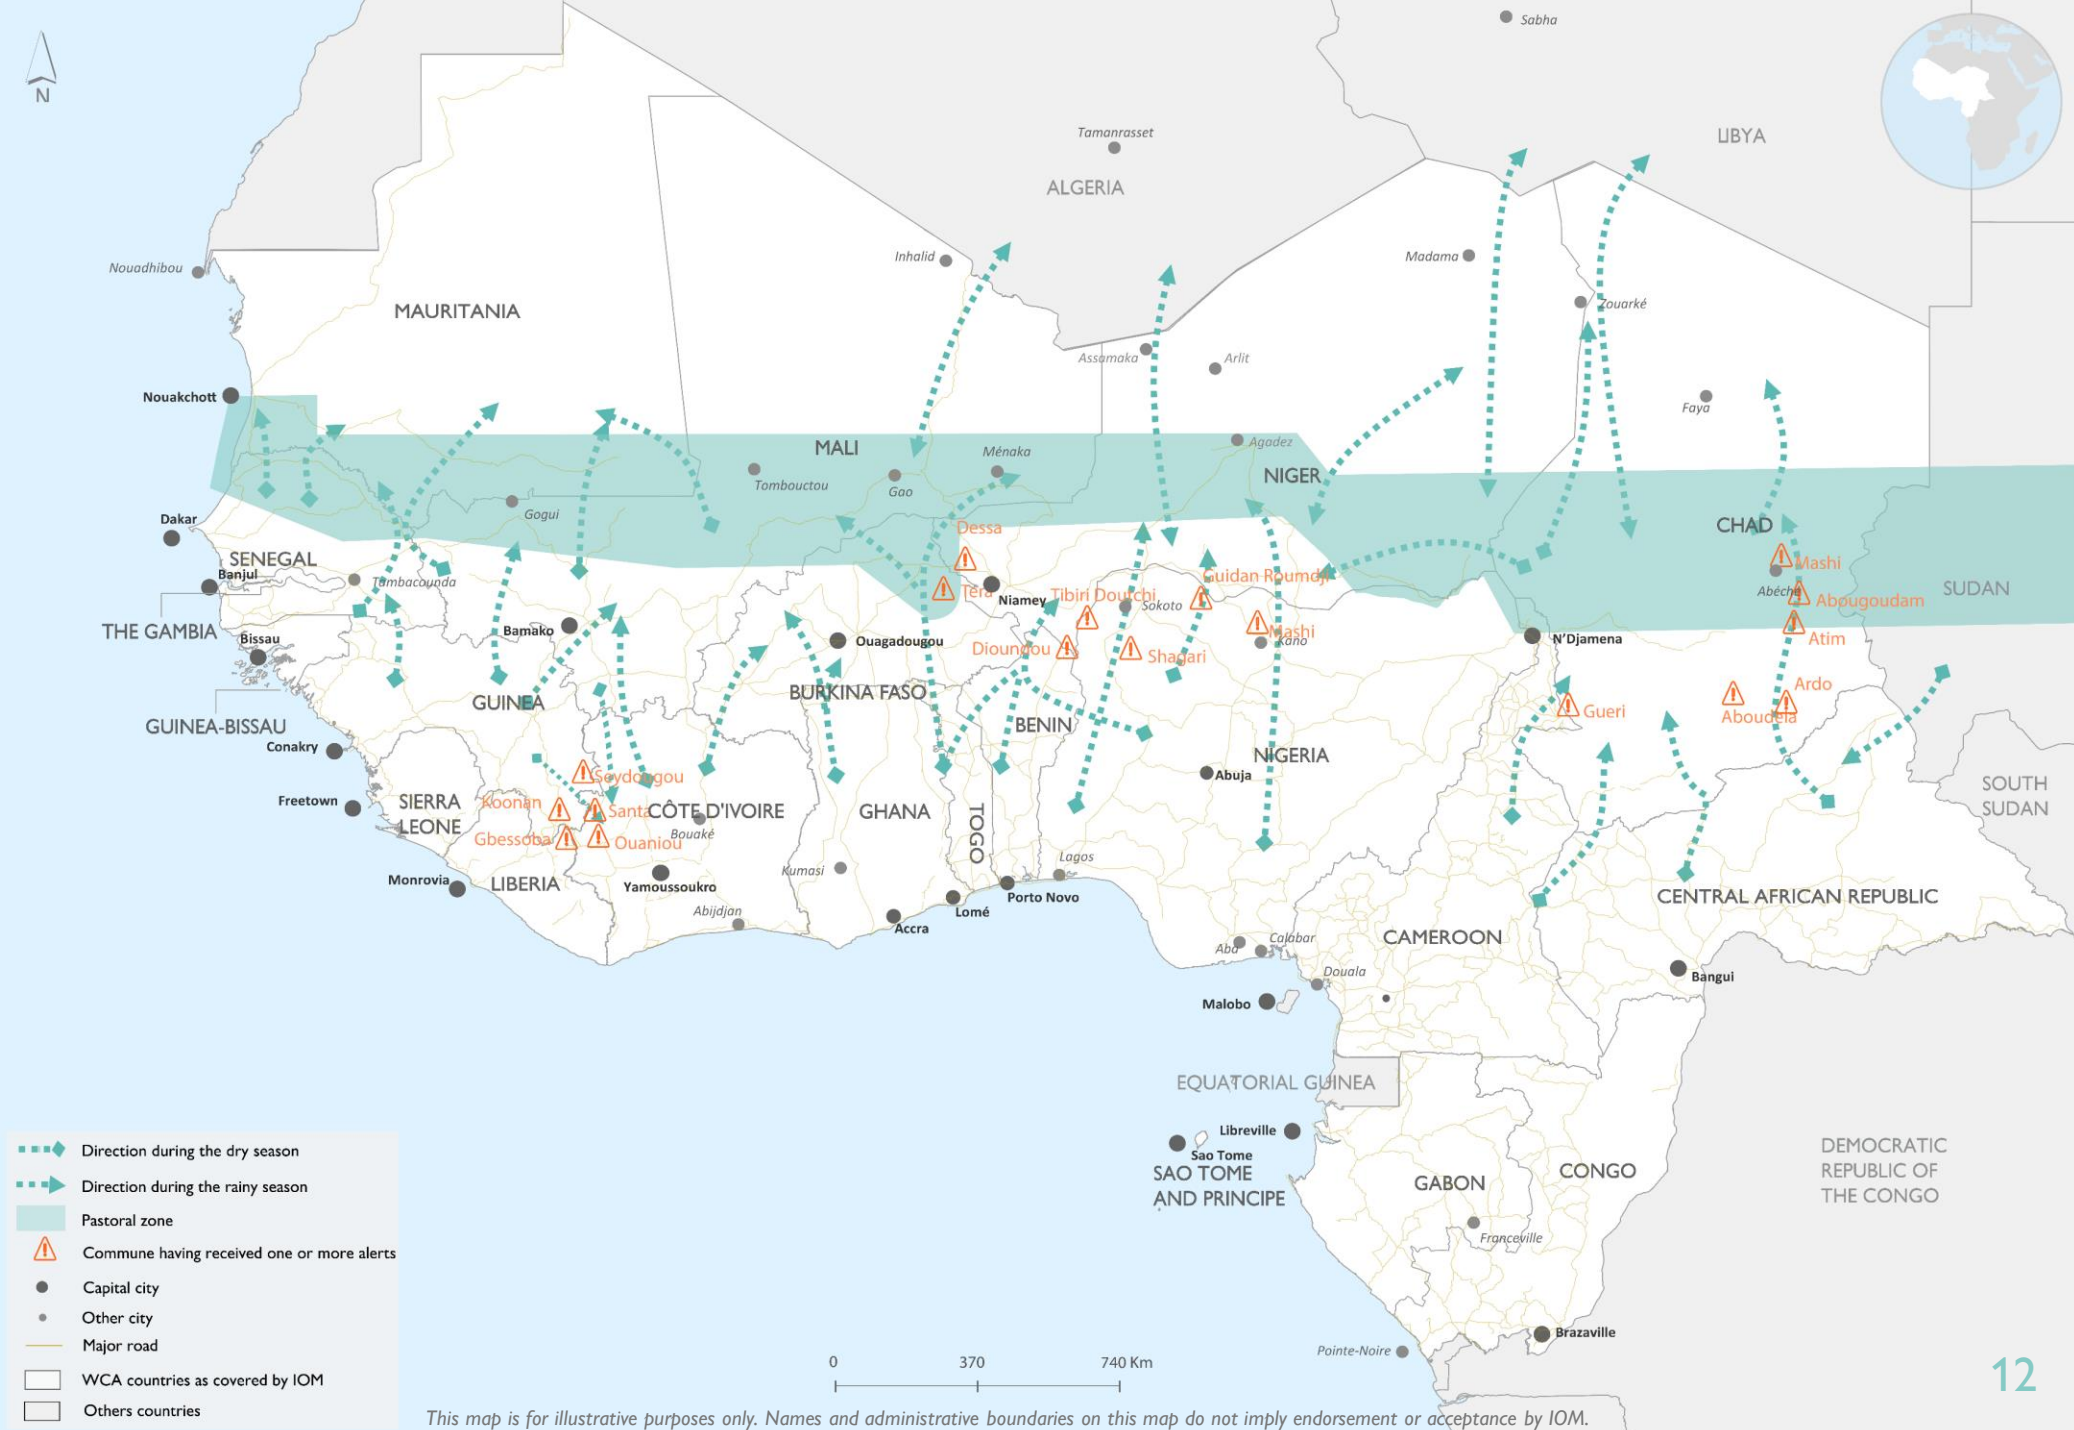 Sabha
LIBYA
Tamanrasset
ALGERIA
N
Inhalid
Madama
Nouadhibou
Zouarké
MAURITANIA
Assamaka
Arlit
Nouakchott
Faya
MALI
Agadez
Ménaka
NIGER
Tombouctou
Gao
Gogui
Dakar
Dessa
CHAD
SENEGAL
Banjul
Tambacounda
Mashi
Guidan Roumdji
Tera
Niamey
Tibiri Doutchi
Sokoto
Abéché
Abougoudam
SUDAN
THE GAMBIA
Bissau
Bamako
Ouagadougou
Dioundiou
Shagari
Mashi
Kano
N'Djamena
Atim
GUINEA
BURKINA FASO
Ardo
GUINEA-BISSAU
BENIN
Gueri
Aboudeia
Conakry
NIGERIA
Abuja
Seydougou
SOUTH
SUDAN
Freetown
SIERRA
LEONE
Koonan
Santa
CÔTE D'IVOIRE
GHANA
TOGO
Gbessoba
Ouaniou
Bouaké
Kumasi
Lagos
Monrovia
LIBERIA
Yamoussoukro
Porto Novo
CENTRAL AFRICAN REPUBLIC
Abijdjan
Lomé
Accra
CAMEROON
Aba
Calabar
Douala
Bangui
Malobo
EQUATORIAL GUINEA
Libreville
Sao Tome
SAO TOME
AND PRINCIPE
GABON
CONGO
DEMOCRATIC
REPUBLIC OF
THE CONGO
Franceville
Brazaville
Pointe-Noire
Direction during the dry season
Direction during the rainy season
Pastoral zone
Commune having received one or more alerts
Capital city
Other city
Major road
WCA countries as covered by IOM
Others countries
0 370 740 Km
12
This map is for illustrative purposes only. Names and administrative boundaries on this map do not imply endorsement or acceptance by IOM.